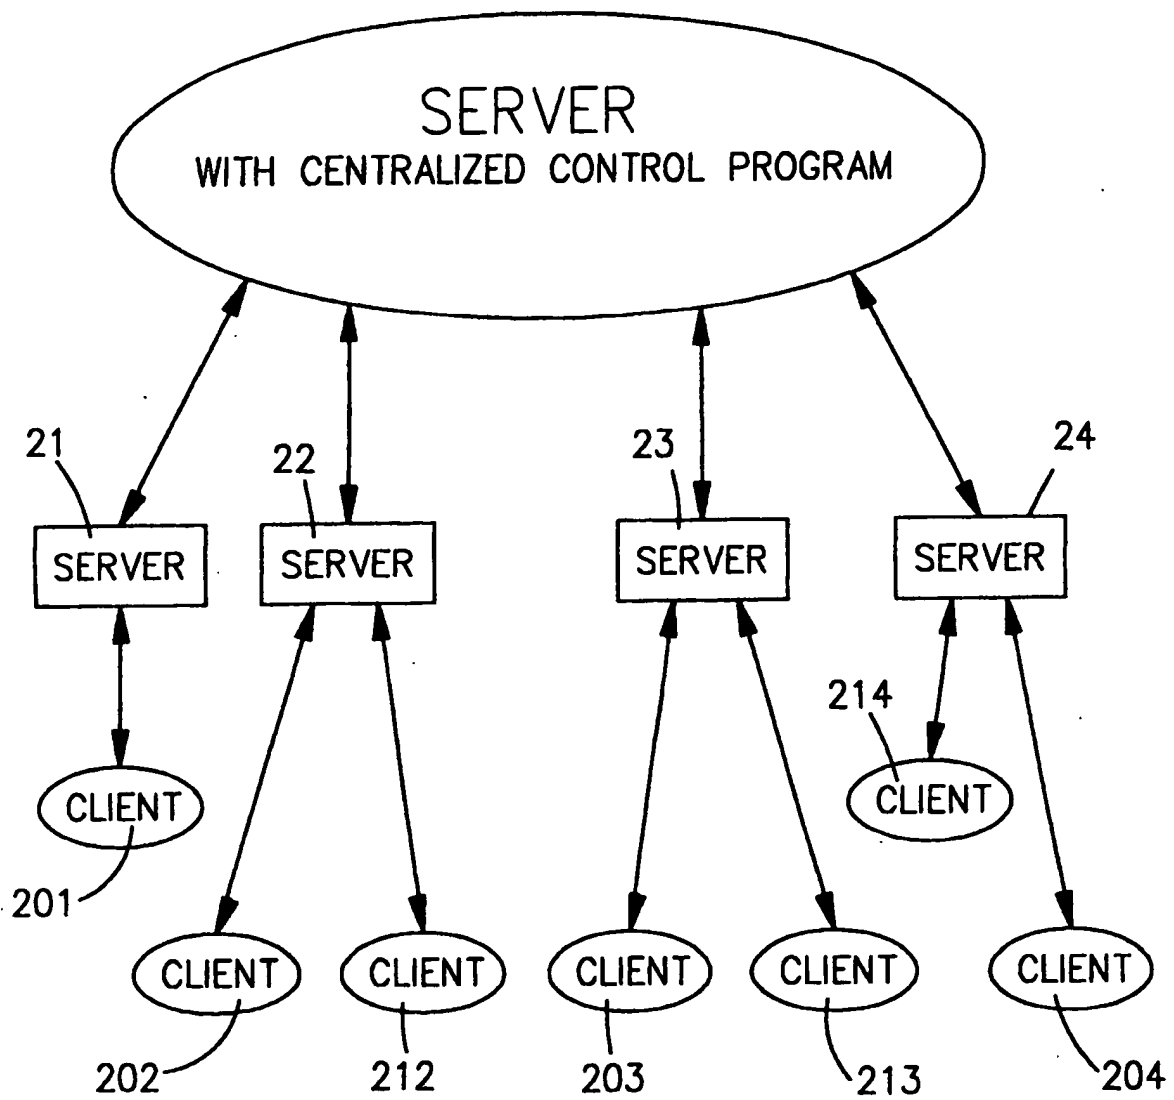 SERVER
WITH CENTRALIZED CONTROL PROGRAM
21
22
23
24
SERVER
SERVER
SERVER
SERVER
214
CLIENT
CLIENT
201
CLIENT
CLIENT
CLIENT
CLIENT
CLIENT
202
212
203
213
204